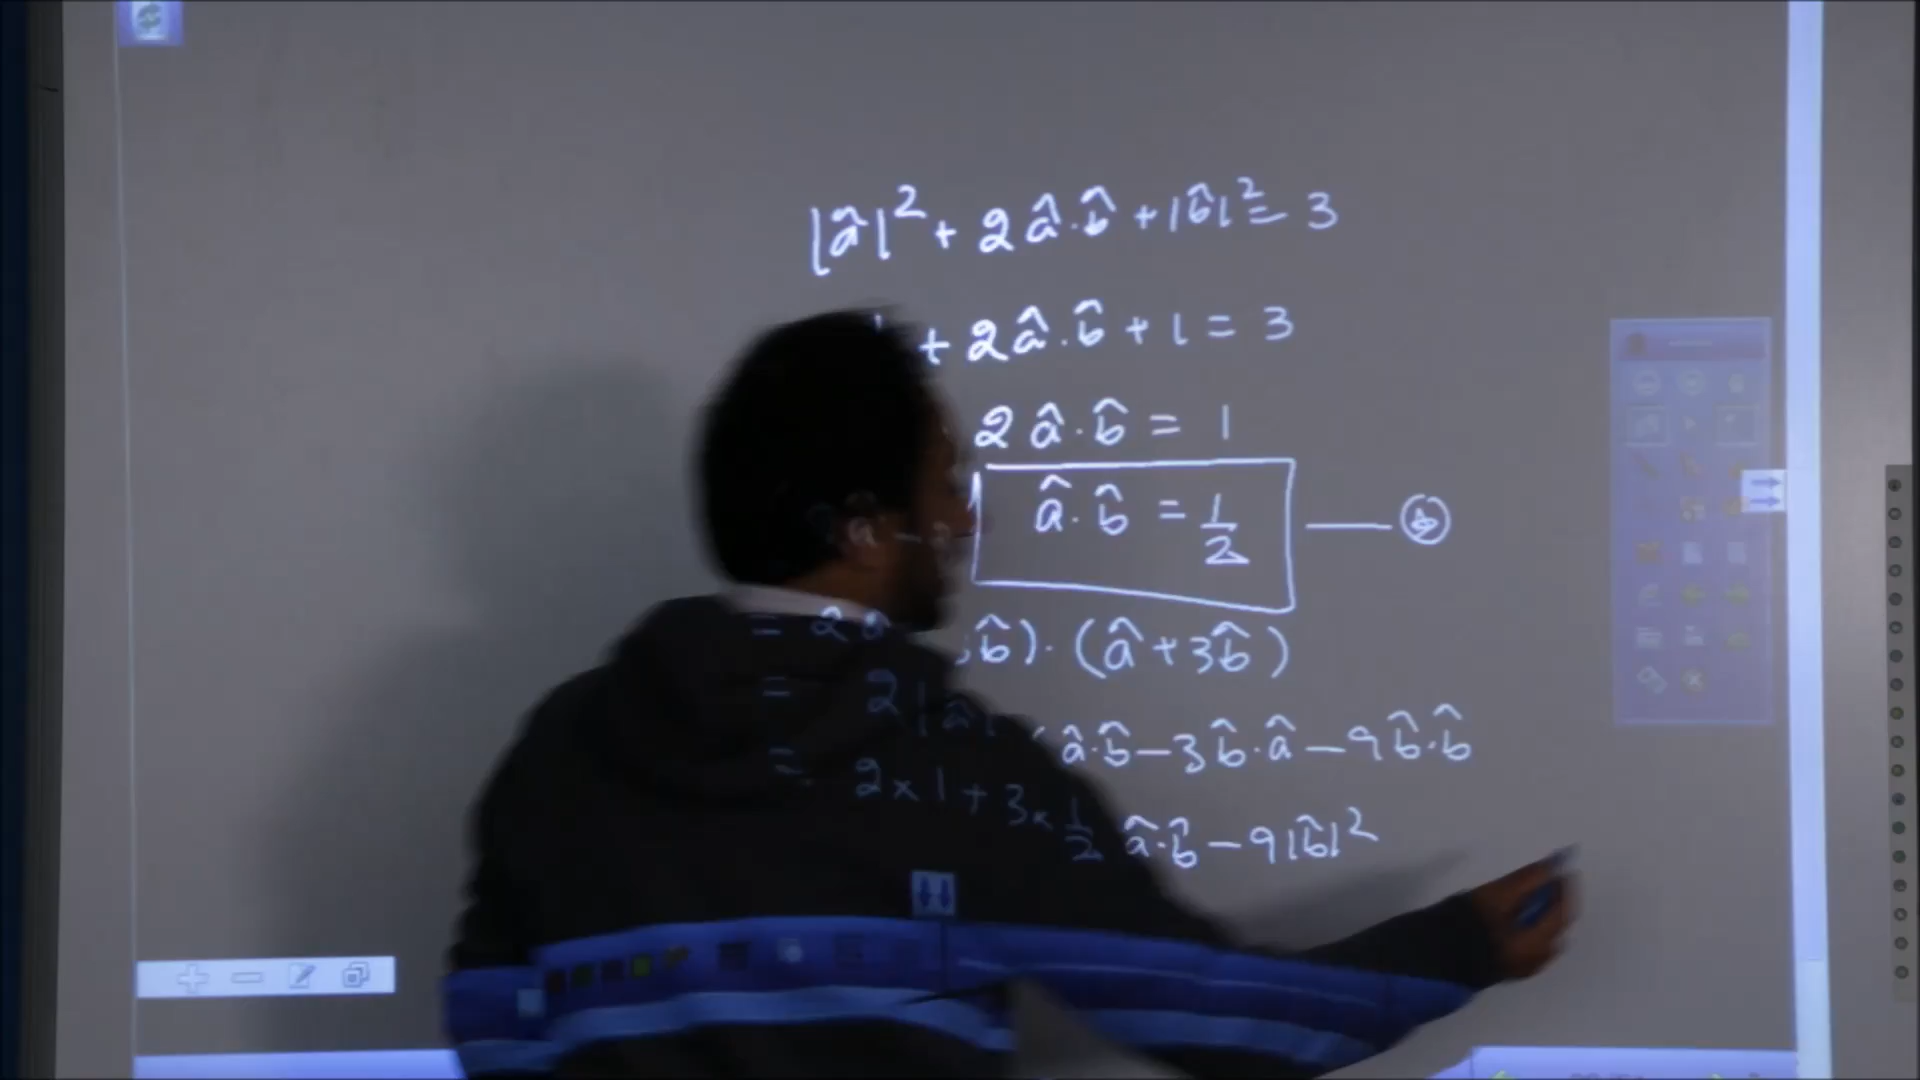 |â|² + 2â·b̂ + |b̂|² = 3
+ 2â·b̂ + 1 = 3
2â·b̂ = 1
â·b̂ = 1/2 —— b
b̂)·(â + 3b̂)
= 2â
= 2|â| â·b̂ − 3b̂·â − 9b̂·b̂
= 2×1 + 3×1/2 â·b̂ − 9|b̂|²